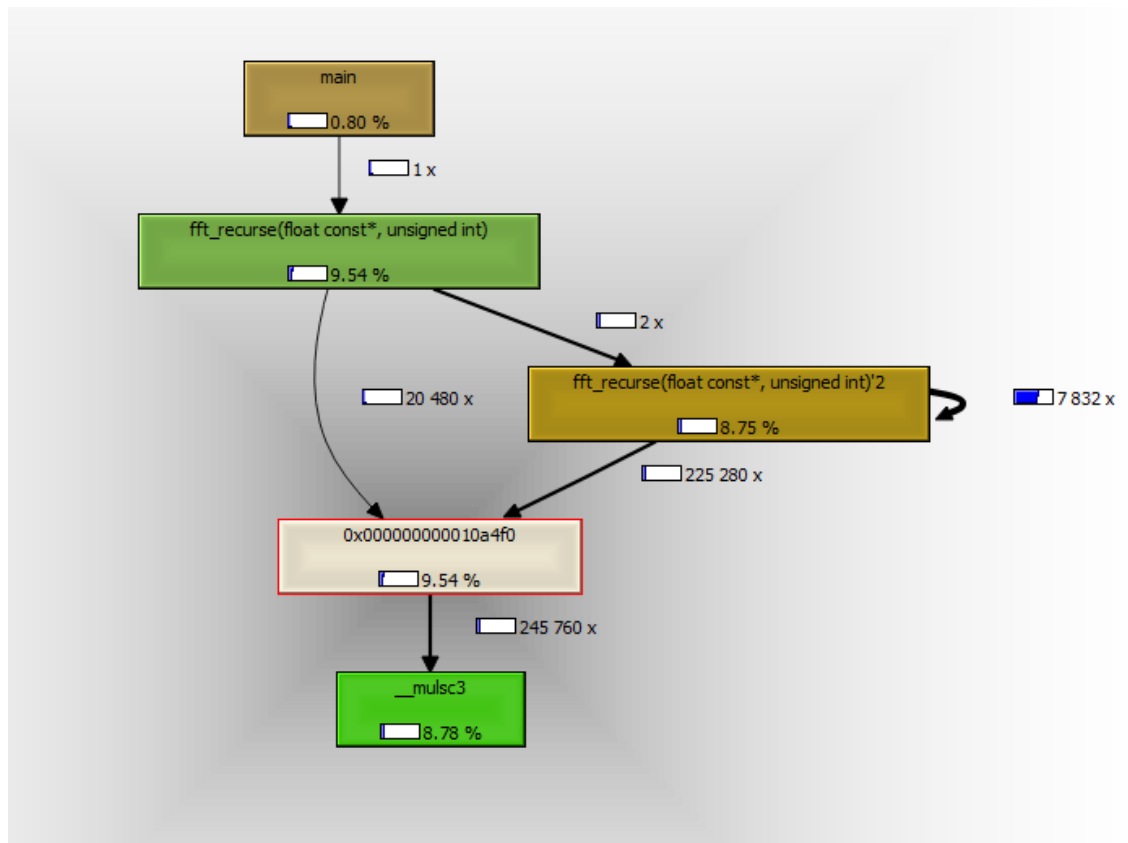 main
0.80 %
1 x
fft_recurse(float const*, unsigned int)
9.54 %
2 x
fft_recurse(float const*, unsigned int)'2
20 480 x
7 832 x
8.75 %
225 280 x
0x000000000010a4f0
9.54 %
245 760 x
__mulsc3
8.78 %